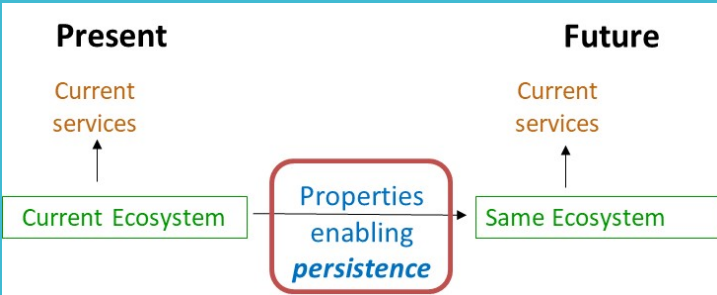 Present
Future
Current
services
Current
services
Current Ecosystem
Properties
enabling
persistence
Same Ecosystem